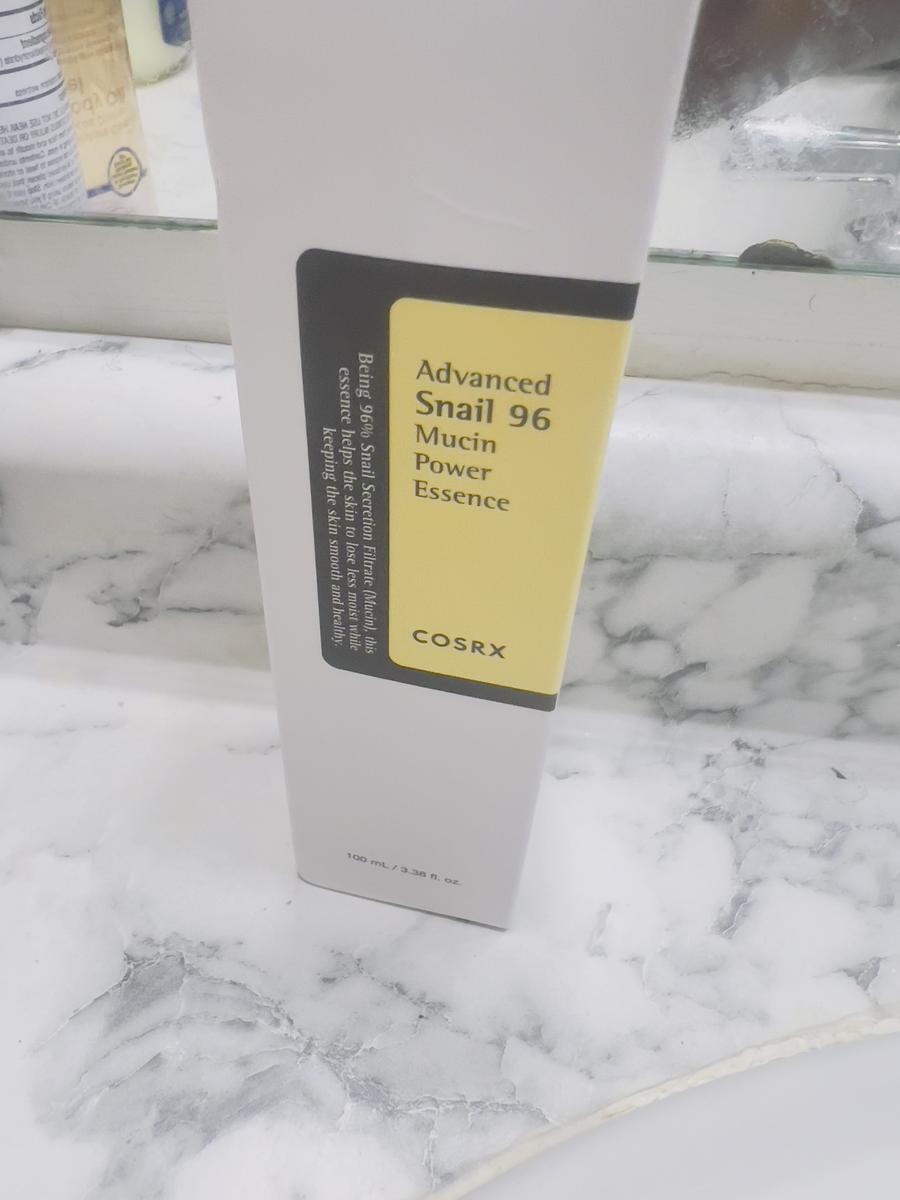 Advanced
Snail 96
Mucin
Power
Essence
COSRX
Being 96% Snail Secretion Filtrate (Mucin), this
essence helps the skin to lose less moist while
keeping the skin smooth and healthy.
100 mL / 3.38 fl. oz.